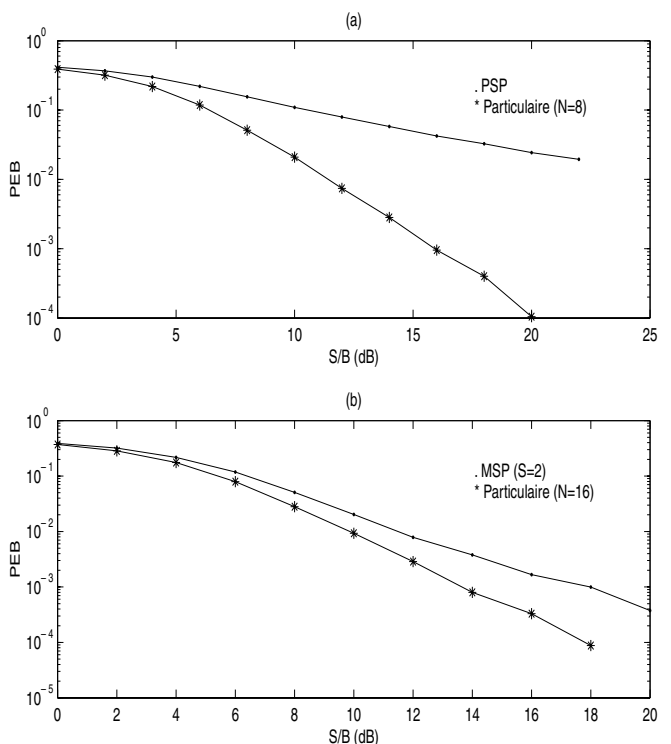 (a)
10^0
10^-1
10^-2
10^-3
10^-4
PEB
. PSP
* Particulaire (N=8)
0 5 10 15 20 25
S/B (dB)
(b)
10^0
10^-1
10^-2
10^-3
10^-4
10^-5
PEB
. MSP (S=2)
* Particulaire (N=16)
0 2 4 6 8 10 12 14 16 18 20
S/B (dB)